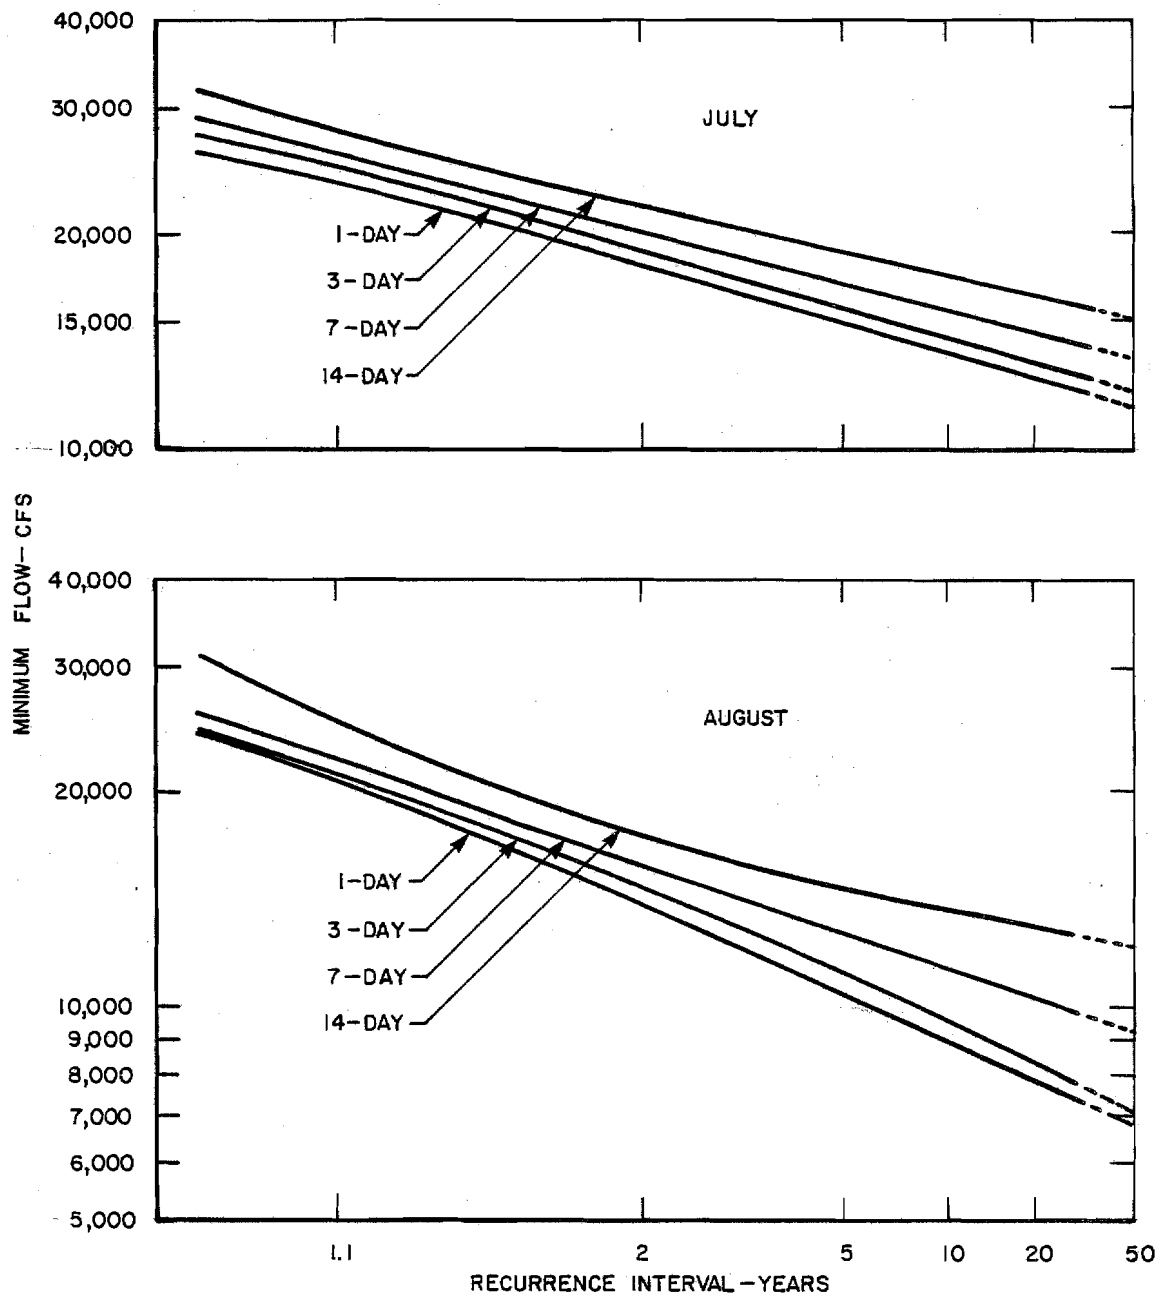 40,000
30,000
20,000
15,000
10,000
JULY
1-DAY
3-DAY
7-DAY
14-DAY
MINIMUM FLOW-CFS
40,000
30,000
20,000
10,000
9,000
8,000
7,000
6,000
5,000
AUGUST
1-DAY
3-DAY
7-DAY
14-DAY
1.1 2 5 10 20 50
RECURRENCE INTERVAL-YEARS